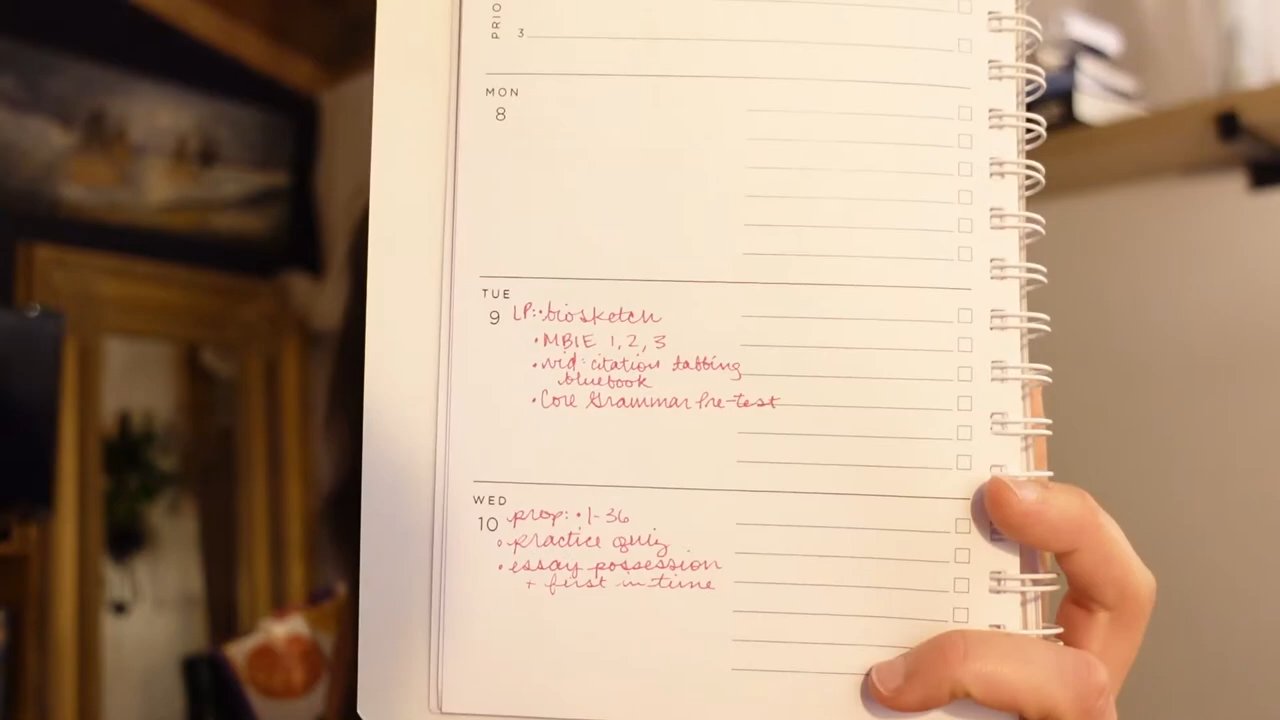 PRIO
3
MON
8
TUE
9 LP: • biosketch
• MBIE 1, 2, 3
• vid: citation tabbing
bluebook
• Core Grammar Pre-test
WED
10 prop: • 1-36
• practice quiz
• essay possession
+ first in time